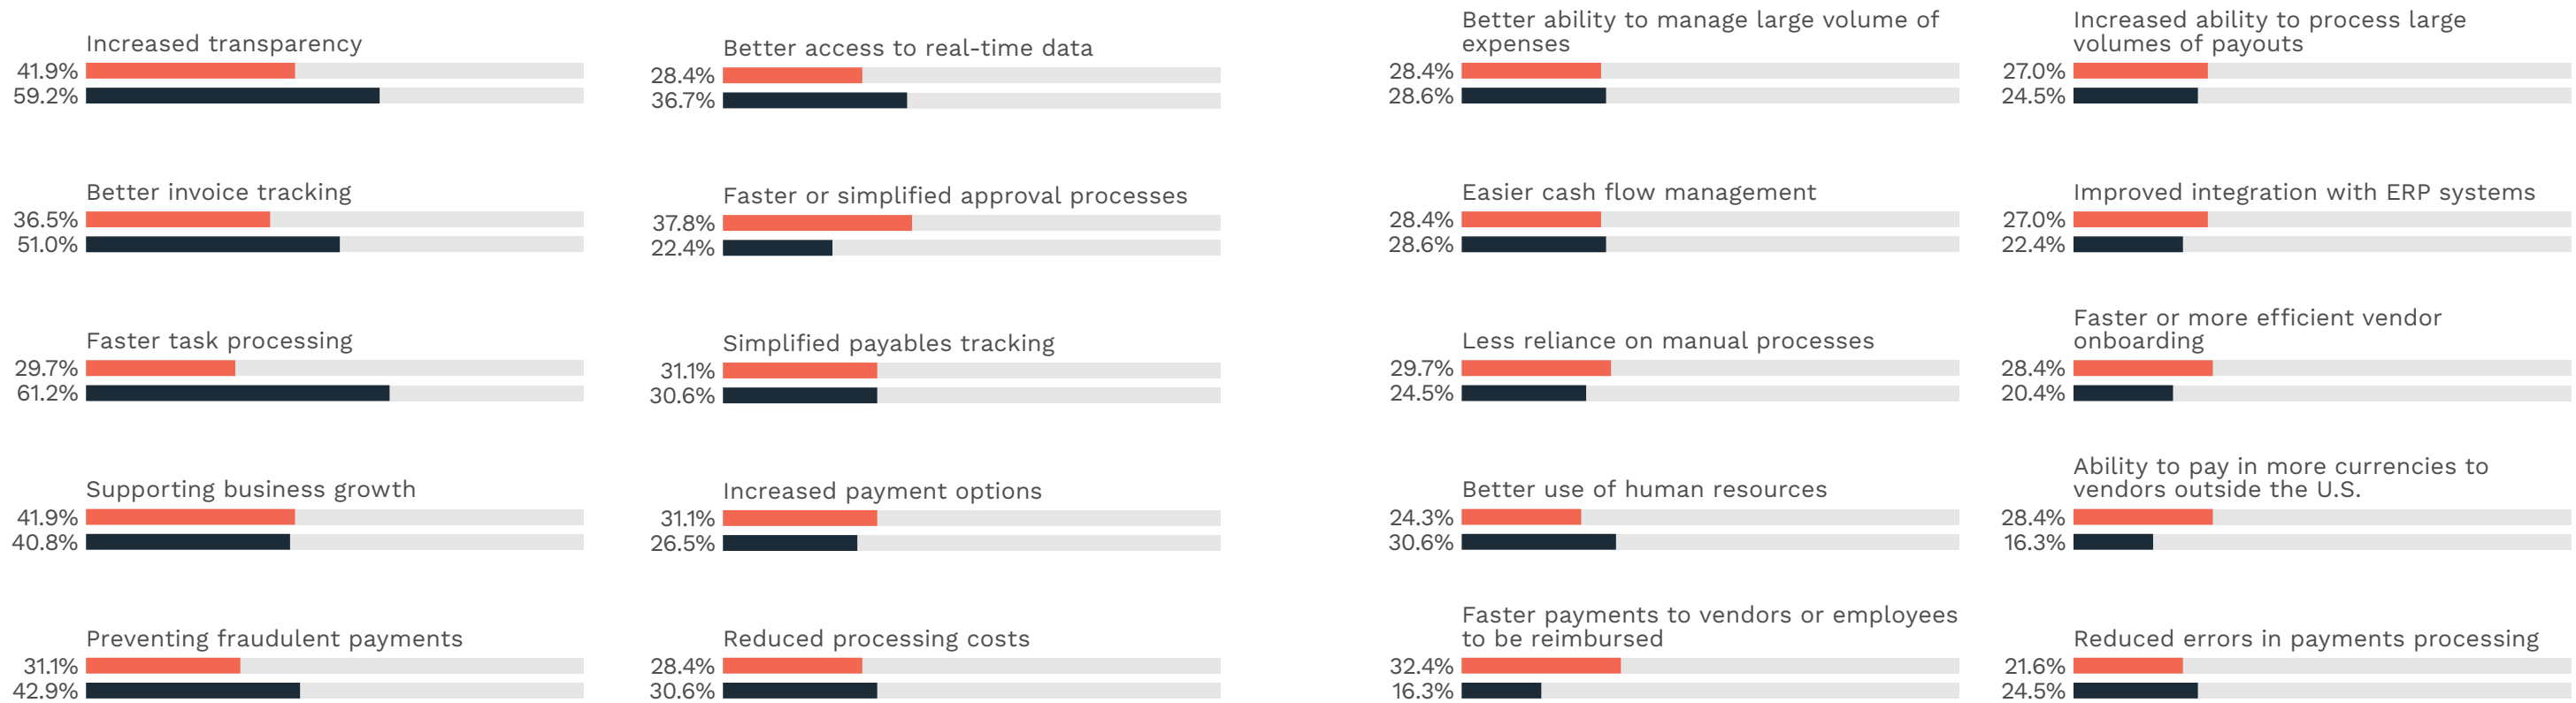 Increased transparency
41.9%
59.2%
Better invoice tracking
36.5%
51.0%
Faster task processing
29.7%
61.2%
Supporting business growth
41.9%
40.8%
Preventing fraudulent payments
31.1%
42.9%
Better access to real-time data
28.4%
36.7%
Faster or simplified approval processes
37.8%
22.4%
Simplified payables tracking
31.1%
30.6%
Increased payment options
31.1%
26.5%
Reduced processing costs
28.4%
30.6%
Better ability to manage large volume of
expenses
28.4%
28.6%
Easier cash flow management
28.4%
28.6%
Less reliance on manual processes
29.7%
24.5%
Better use of human resources
24.3%
30.6%
Faster payments to vendors or employees
to be reimbursed
32.4%
16.3%
Increased ability to process large
volumes of payouts
27.0%
24.5%
Improved integration with ERP systems
27.0%
22.4%
Faster or more efficient vendor
onboarding
28.4%
20.4%
Ability to pay in more currencies to
vendors outside the U.S.
28.4%
16.3%
Reduced errors in payments processing
21.6%
24.5%